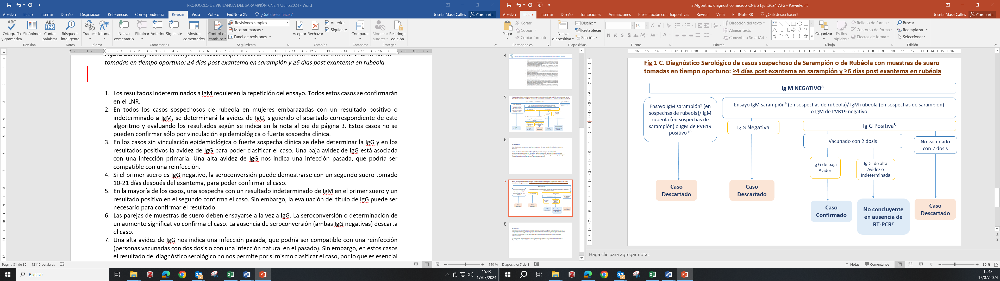 PROTOCOLO DE VIGILANCIA DEL SARAMPIÓN_CNE_17.Julio.2024 - Word
Archivo Inicio Insertar Diseño Disposición Referencias Correspondencia Revisar Vista Zotero EndNote X9 ¿Qué desea hacer? Josefa Masa Calles Compartir
Ortografía y gramática
Sinónimos
Contar palabras
Búsqueda inteligente
Traducir
Idioma
Nuevo comentario
Eliminar
Anterior
Siguiente
Mostrar comentarios
Control de cambios
Revisiones simples
Mostrar marcas
Panel de revisiones
Aceptar
Rechazar
Anterior
Siguiente
Comparar
Bloquear autores
Restringir edición
Revisión Datos Idioma Comentarios Seguimiento Cambios Comparar Proteger
tomadas en tiempo oportuno: ≥4 días post exantema en sarampión y ≥6 días post exantema en rubéola.
1. Los resultados indeterminados a IgM requieren la repetición del ensayo. Todos estos casos se confirmarán
en el LNR.
2. En todos los casos sospechosos de rubeola en mujeres embarazadas con un resultado positivo o
indeterminado a IgM, se determinará la avidez de IgG, siguiendo el apartado correspondiente de este
algoritmo y evaluando los resultados según se indica en la nota al pie de página 3. Estos casos no se
pueden confirmar sólo por vinculación epidemiológica o fuerte sospecha clínica.
3. En los casos sin vinculación epidemiológica o fuerte sospecha clínica se debe determinar la IgG y en los
resultados positivos la avidez de IgG para poder clasificar el caso. Una baja avidez de IgG está asociada
con una infección primaria. Una alta avidez de IgG nos indica una infección pasada, que podría ser
compatible con una reinfección.
4. Si el primer suero es IgG negativo, la seroconversión puede demostrarse con un segundo suero tomado
10-21 días después del exantema, para poder confirmar el caso.
5. En la mayoría de los casos, una sospecha con un resultado indeterminado de IgM en el primer suero y un
resultado positivo en el segundo confirma el caso. Sin embargo, la evaluación del título de IgG puede ser
necesario para confirmar el resultado.
6. Las parejas de muestras de suero deben ensayarse a la vez a IgG. La seroconversión o determinación de
un aumento significativo confirma el caso. La ausencia de seroconversión (ambas IgG negativas) descarta
el caso.
7. Una alta avidez de IgG nos indica una infección pasada, que podría ser compatible con una reinfección
(personas vacunadas con dos dosis o con una infección natural en el pasado). Sin embargo, en estos casos
el resultado del diagnóstico serológico no nos permite por sí mismo clasificar el caso, por lo que es esencial
Página 31 de 35 12115 palabras 140 %
Buscar
15:43
17/07/2024
3 Algoritmo diagnóstico microb_CNE_21.jun.2024_AFG - PowerPoint
Archivo Inicio Insertar Diseño Transiciones Animaciones Presentación con diapositivas Revisar Vista EndNote X8 ¿Qué desea hacer? Josefa Masa Calles Compartir
Pegar
Cortar
Copiar
Copiar formato
Nueva diapositiva
Diseño
Restablecer
Sección
16
N K S S abc AV Aa A
Dirección del texto
Alinear texto
Convertir a SmartArt
Organizar
Estilos rápidos
Relleno de forma
Contorno de forma
Efectos de forma
Buscar
Reemplazar
Seleccionar
Portapapeles Diapositivas Fuente Párrafo Dibujo Edición
4
5
6
7
8
Fig 1 C. Diagnóstico Serológico de casos sospechoso de Sarampión o de Rubéola con muestras de suero
tomadas en tiempo oportuno: ≥4 días post exantema en sarampión y ≥6 días post exantema en rubéola
Ig M NEGATIVO⁸
Ensayo IgM sarampión⁹ (en
sospechas de rubeola)/ IgM
rubeola (en sospechas de
sarampión) o IgM de PVB19
positivo ¹⁰
Ensayo IgM sarampión⁹ (en sospechas de rubeola)/ IgM rubeola (en sospechas de sarampión)
o IgM de PVB19 negativo
Ig G Negativa
Ig G Positiva³
Vacunado con 2 dosis
No vacunado
con 2 dosis
Ig G de baja
Avidez
Ig G de alta
Avidez o
Indeterminada
Caso
Descartado
Caso
Descartado
Caso
Confirmado
No concluyente
en ausencia de
RT-PCR⁷
Caso
Descartado
Haga clic para agregar notas
Diapositiva 7 de 8 Notas Comentarios 80 %
15:43
17/07/2024